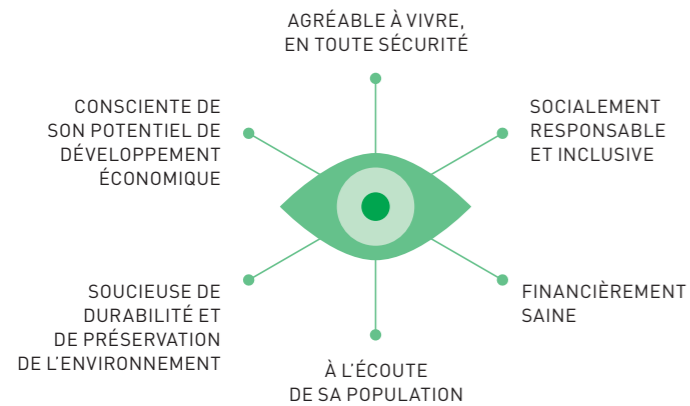 AGRÉABLE À VIVRE,
EN TOUTE SÉCURITÉ
CONSCIENTE DE
SON POTENTIEL DE
DÉVELOPPEMENT
ÉCONOMIQUE
SOCIALEMENT
RESPONSABLE
ET INCLUSIVE
SOUCIEUSE DE
DURABILITÉ ET
DE PRÉSERVATION
DE L'ENVIRONNEMENT
FINANCIÈREMENT
SAINE
À L'ÉCOUTE
DE SA POPULATION